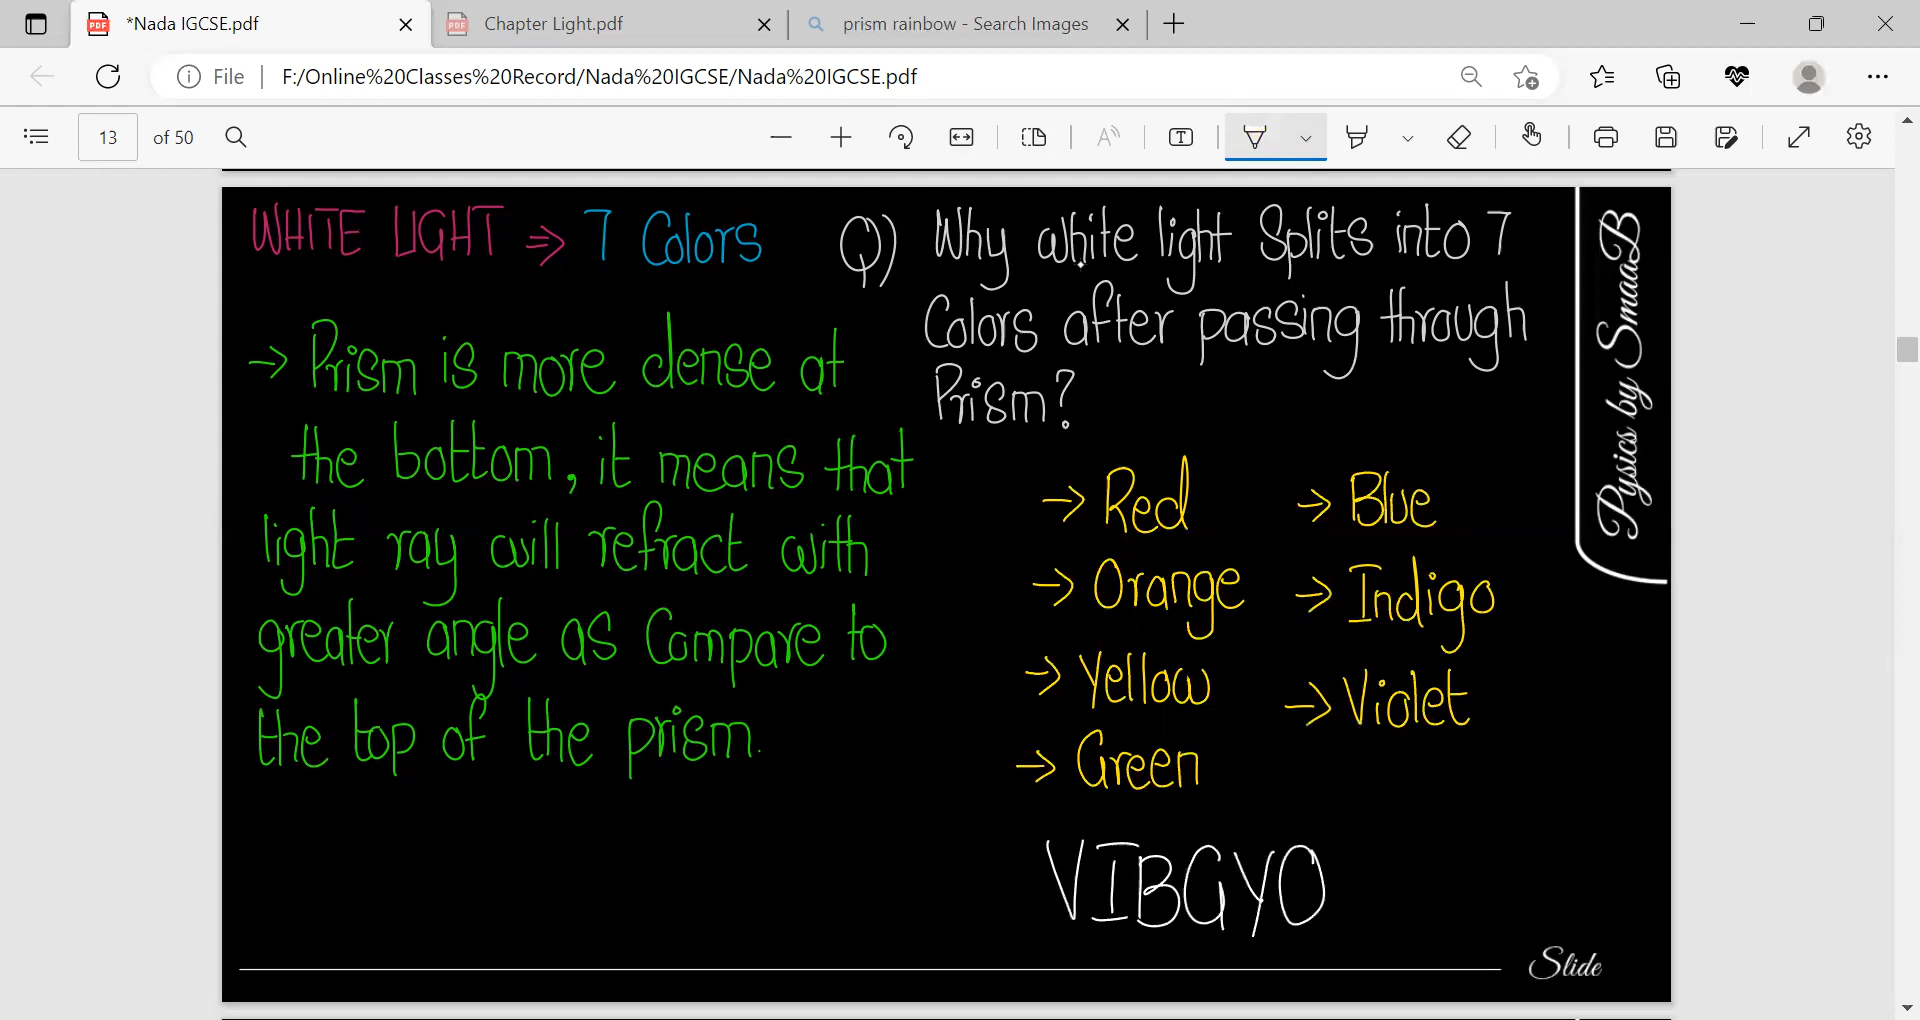 *Nada IGCSE.pdf
Chapter Light.pdf
prism rainbow - Search Images
File
F:/Online%20Classes%20Record/Nada%20IGCSE/Nada%20IGCSE.pdf
13 of 50
WHITE LIGHT ⇒ 7 Colors
→ Prism is more dense at
the bottom, it means that
light ray will refract with
greater angle as Compare to
the top of the prism.
Q) Why white light Splits into 7
Colors after passing through
Prism?
→ Red
→ Orange
→ Yellow
→ Green
→ Blue
→ Indigo
→ Violet
VIBGYO
Pysics by SmaaB
Slide